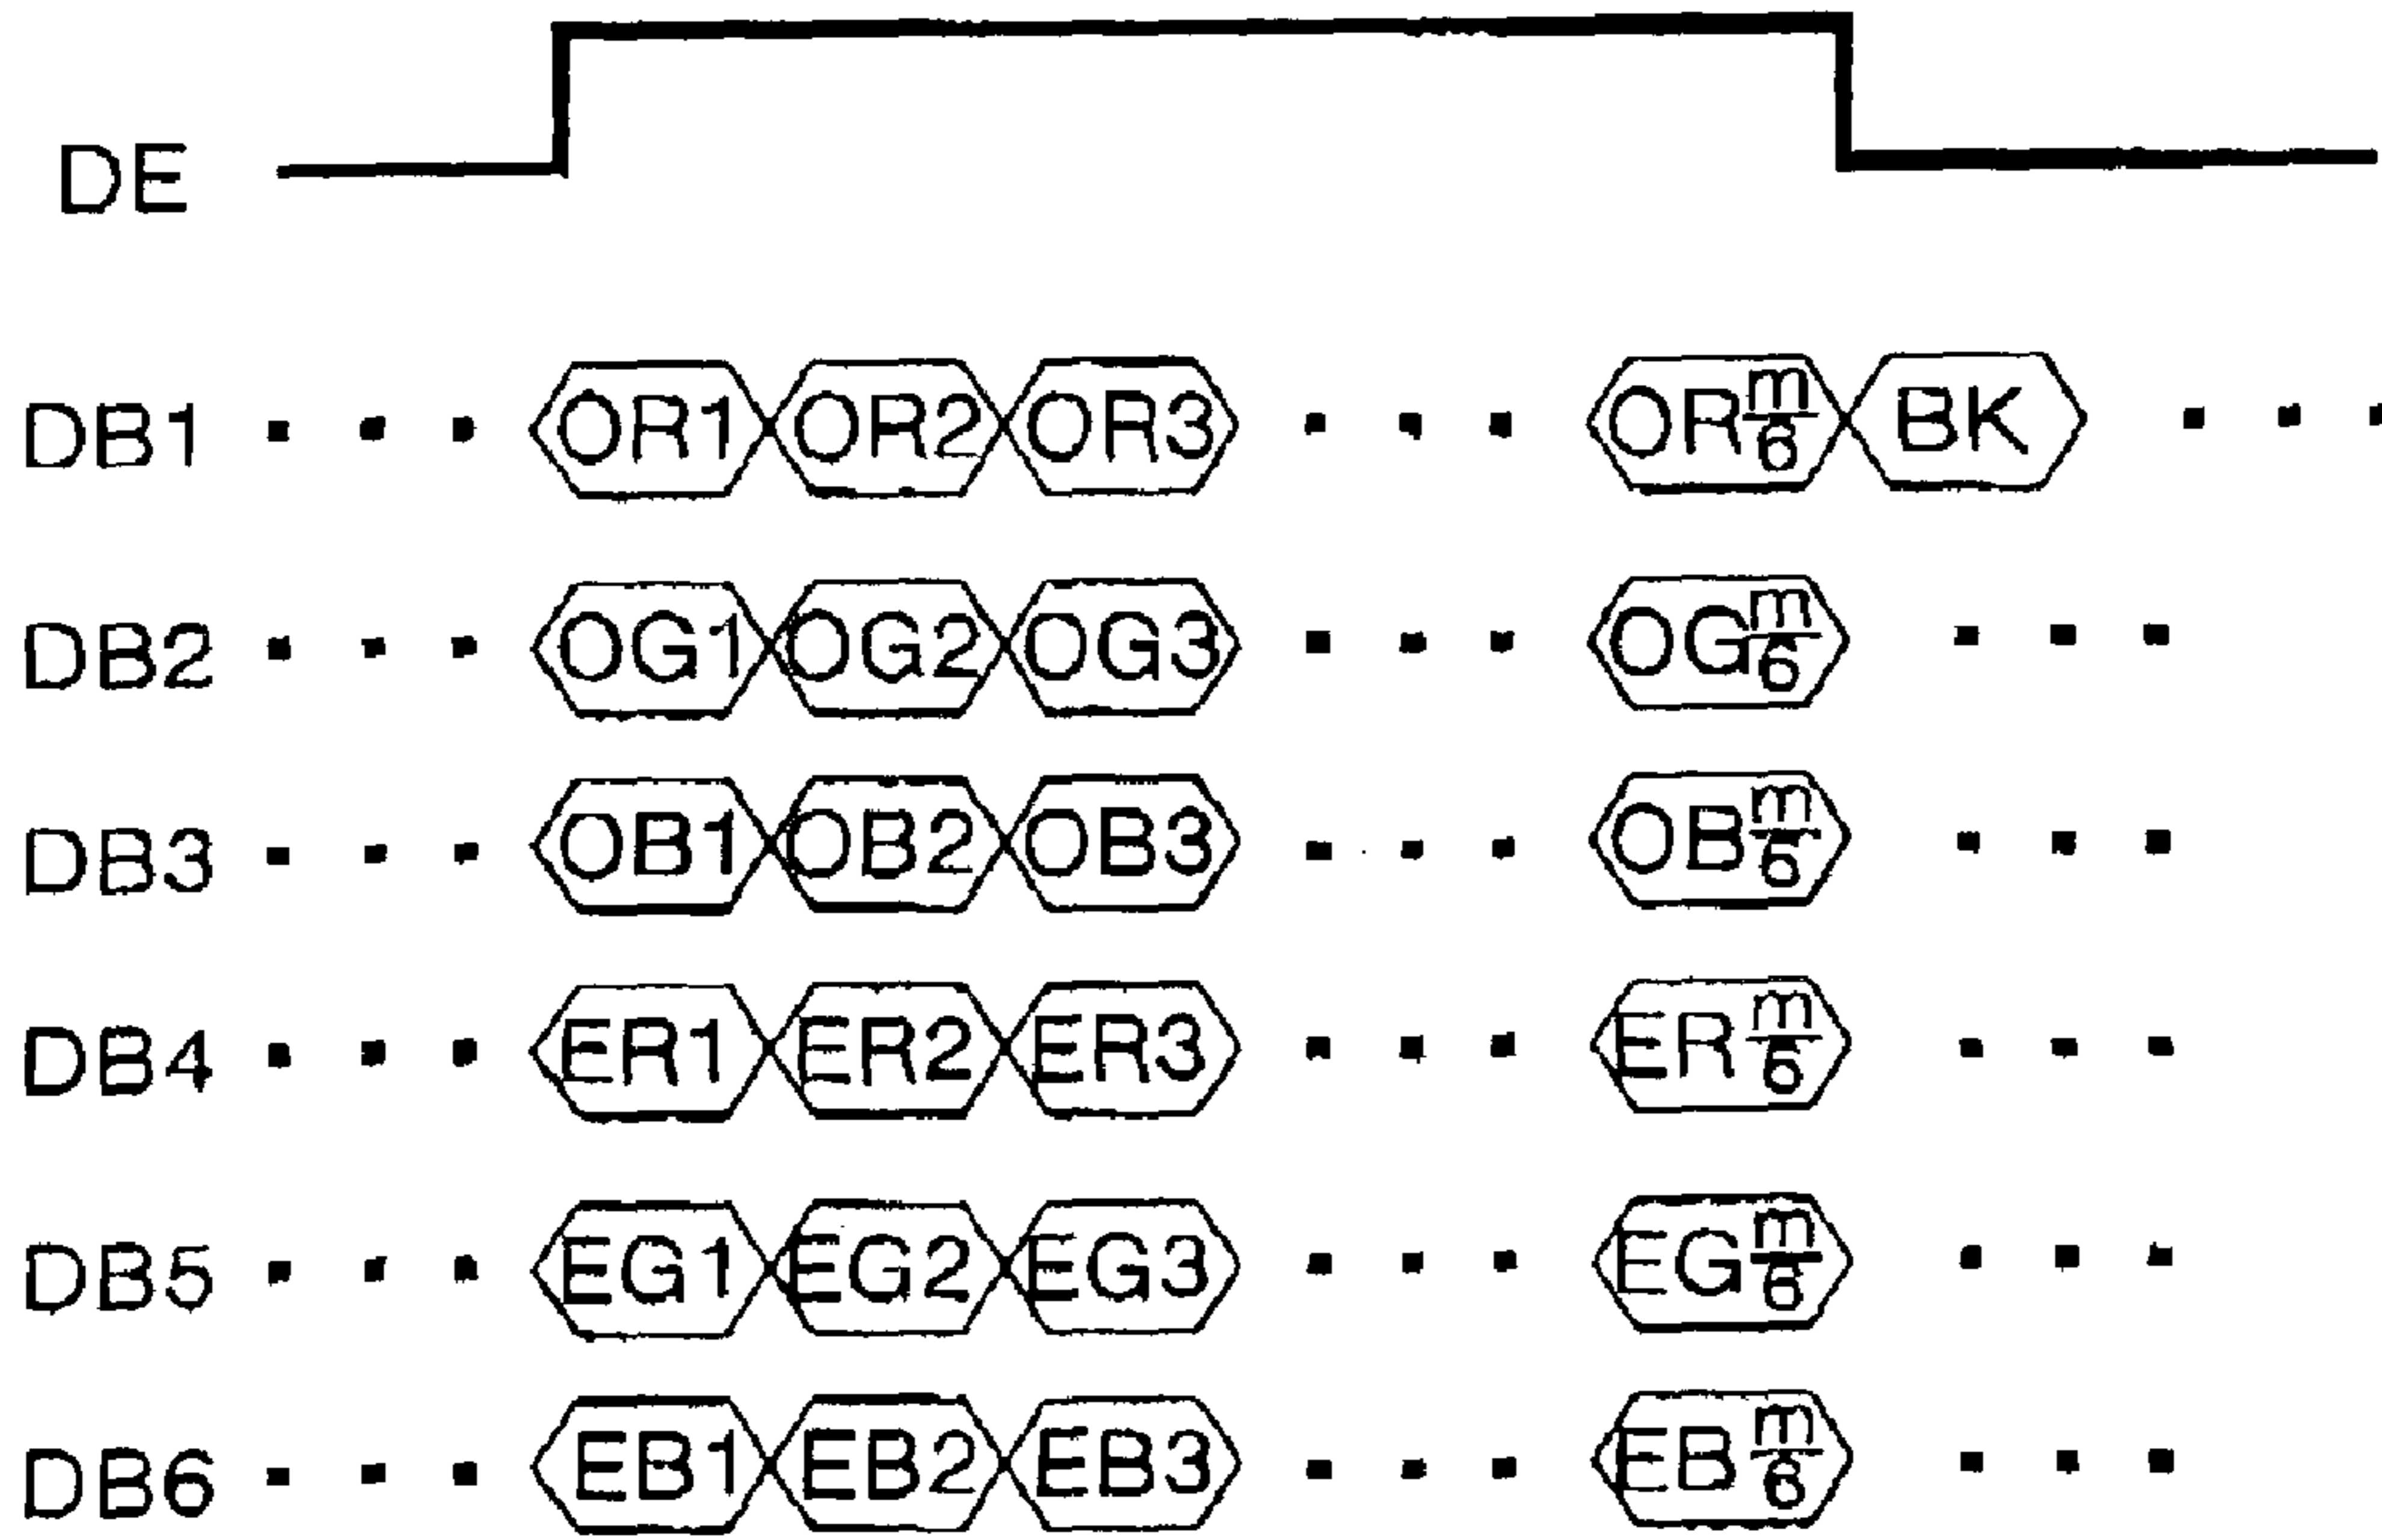 DE
DB1 OR1 OR2 OR3 OR m/6 BK
DB2 OG1 OG2 OG3 OG m/6
DB3 OB1 OB2 OB3 OB m/6
DB4 ER1 ER2 ER3 ER m/6
DB5 EG1 EG2 EG3 EG m/6
DB6 EB1 EB2 EB3 EB m/6